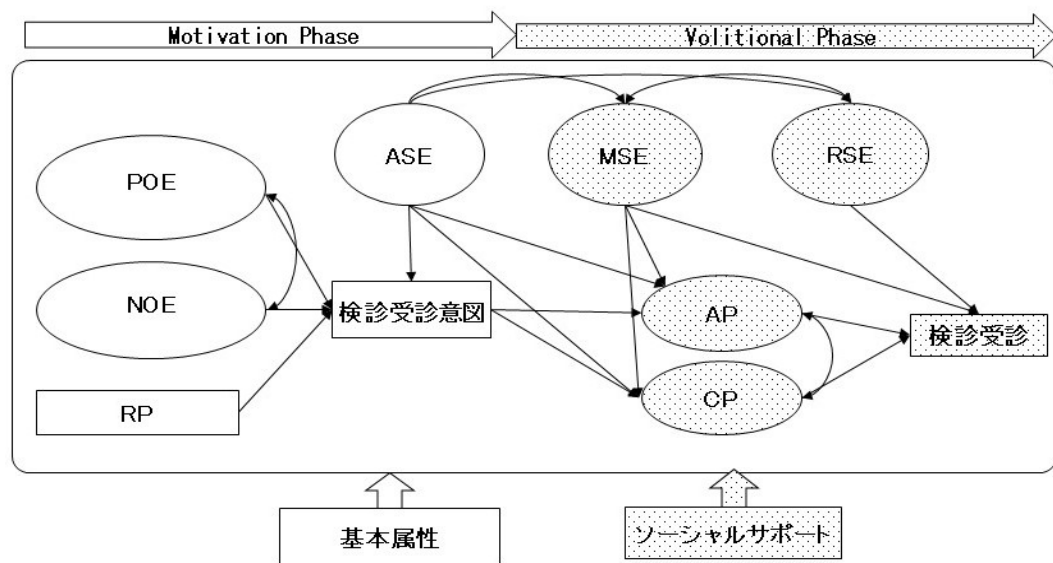 Motivation Phase
Volitional Phase
ASE
MSE
RSE
POE
NOE
検診受診意図
AP
検診受診
CP
RP
基本属性
ソーシャルサポート